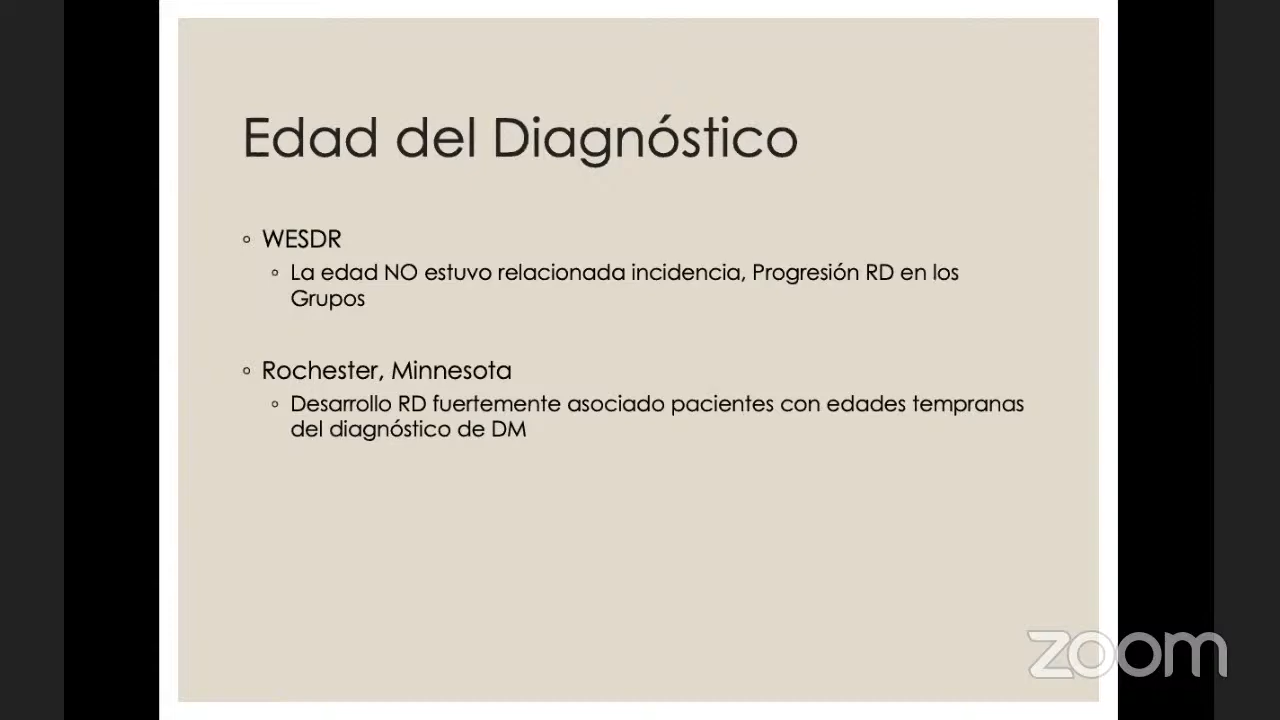 Edad del Diagnóstico
◦ WESDR
◦ La edad NO estuvo relacionada incidencia, Progresión RD en los
Grupos
◦ Rochester, Minnesota
◦ Desarrollo RD fuertemente asociado pacientes con edades tempranas
del diagnóstico de DM
zoom